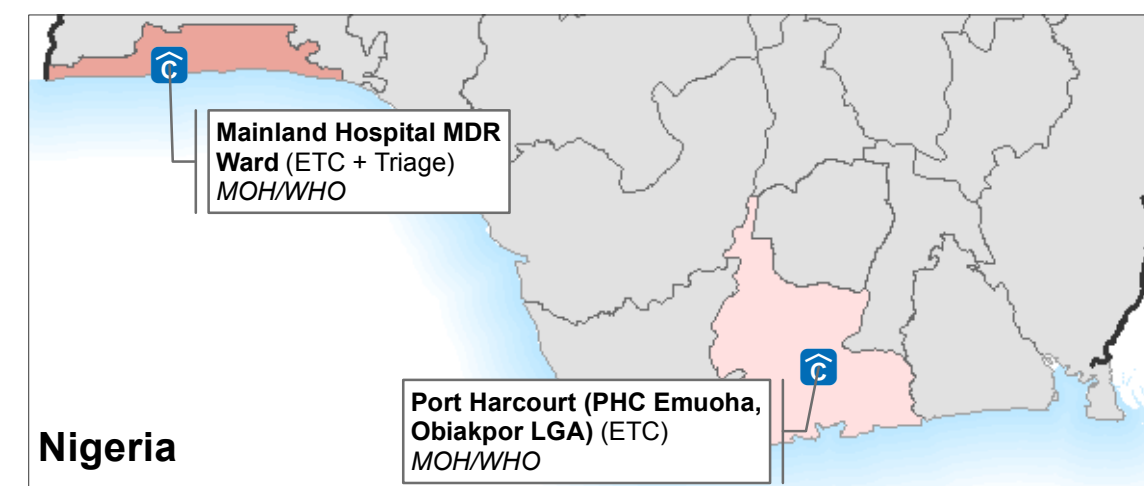 C
Mainland Hospital MDR
Ward (ETC + Triage)
MOH/WHO
C
Port Harcourt (PHC Emuoha,
Obiakpor LGA) (ETC)
MOH/WHO
Nigeria